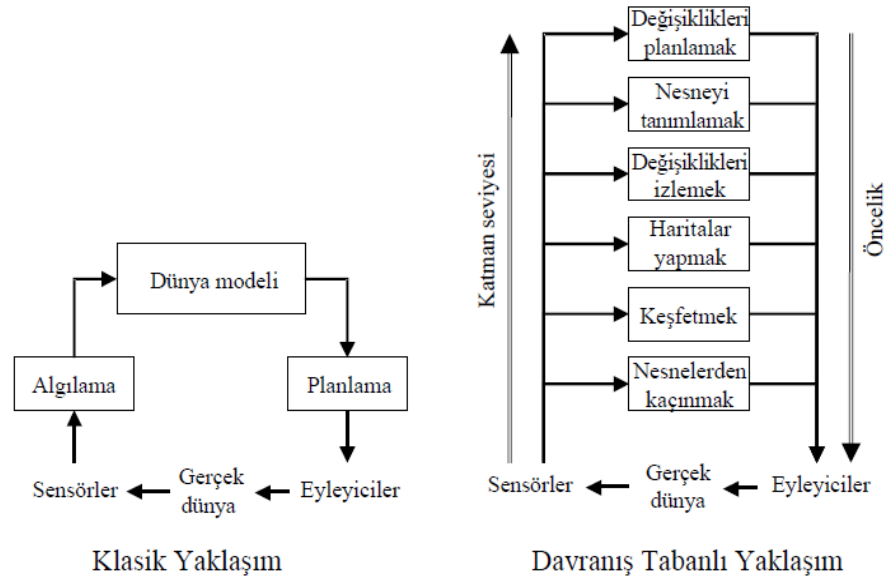 Dünya modeli
Algılama
Planlama
Sensörler
Gerçek
dünya
Eyleyiciler
Klasik Yaklaşım
Katman seviyesi
Değişiklikleri
planlamak
Nesneyi
tanımlamak
Değişiklikleri
izlemek
Haritalar
yapmak
Keşfetmek
Nesnelerden
kaçınmak
Öncelik
Sensörler
Gerçek
dünya
Eyleyiciler
Davranış Tabanlı Yaklaşım